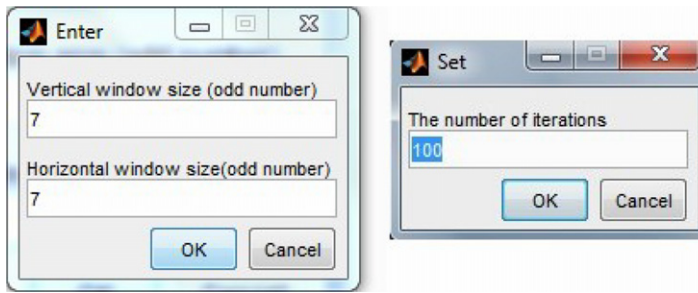 Enter
Vertical window size (odd number)
7
Horizontal window size(odd number)
7
OK Cancel
Set
The number of iterations
100
OK Cancel